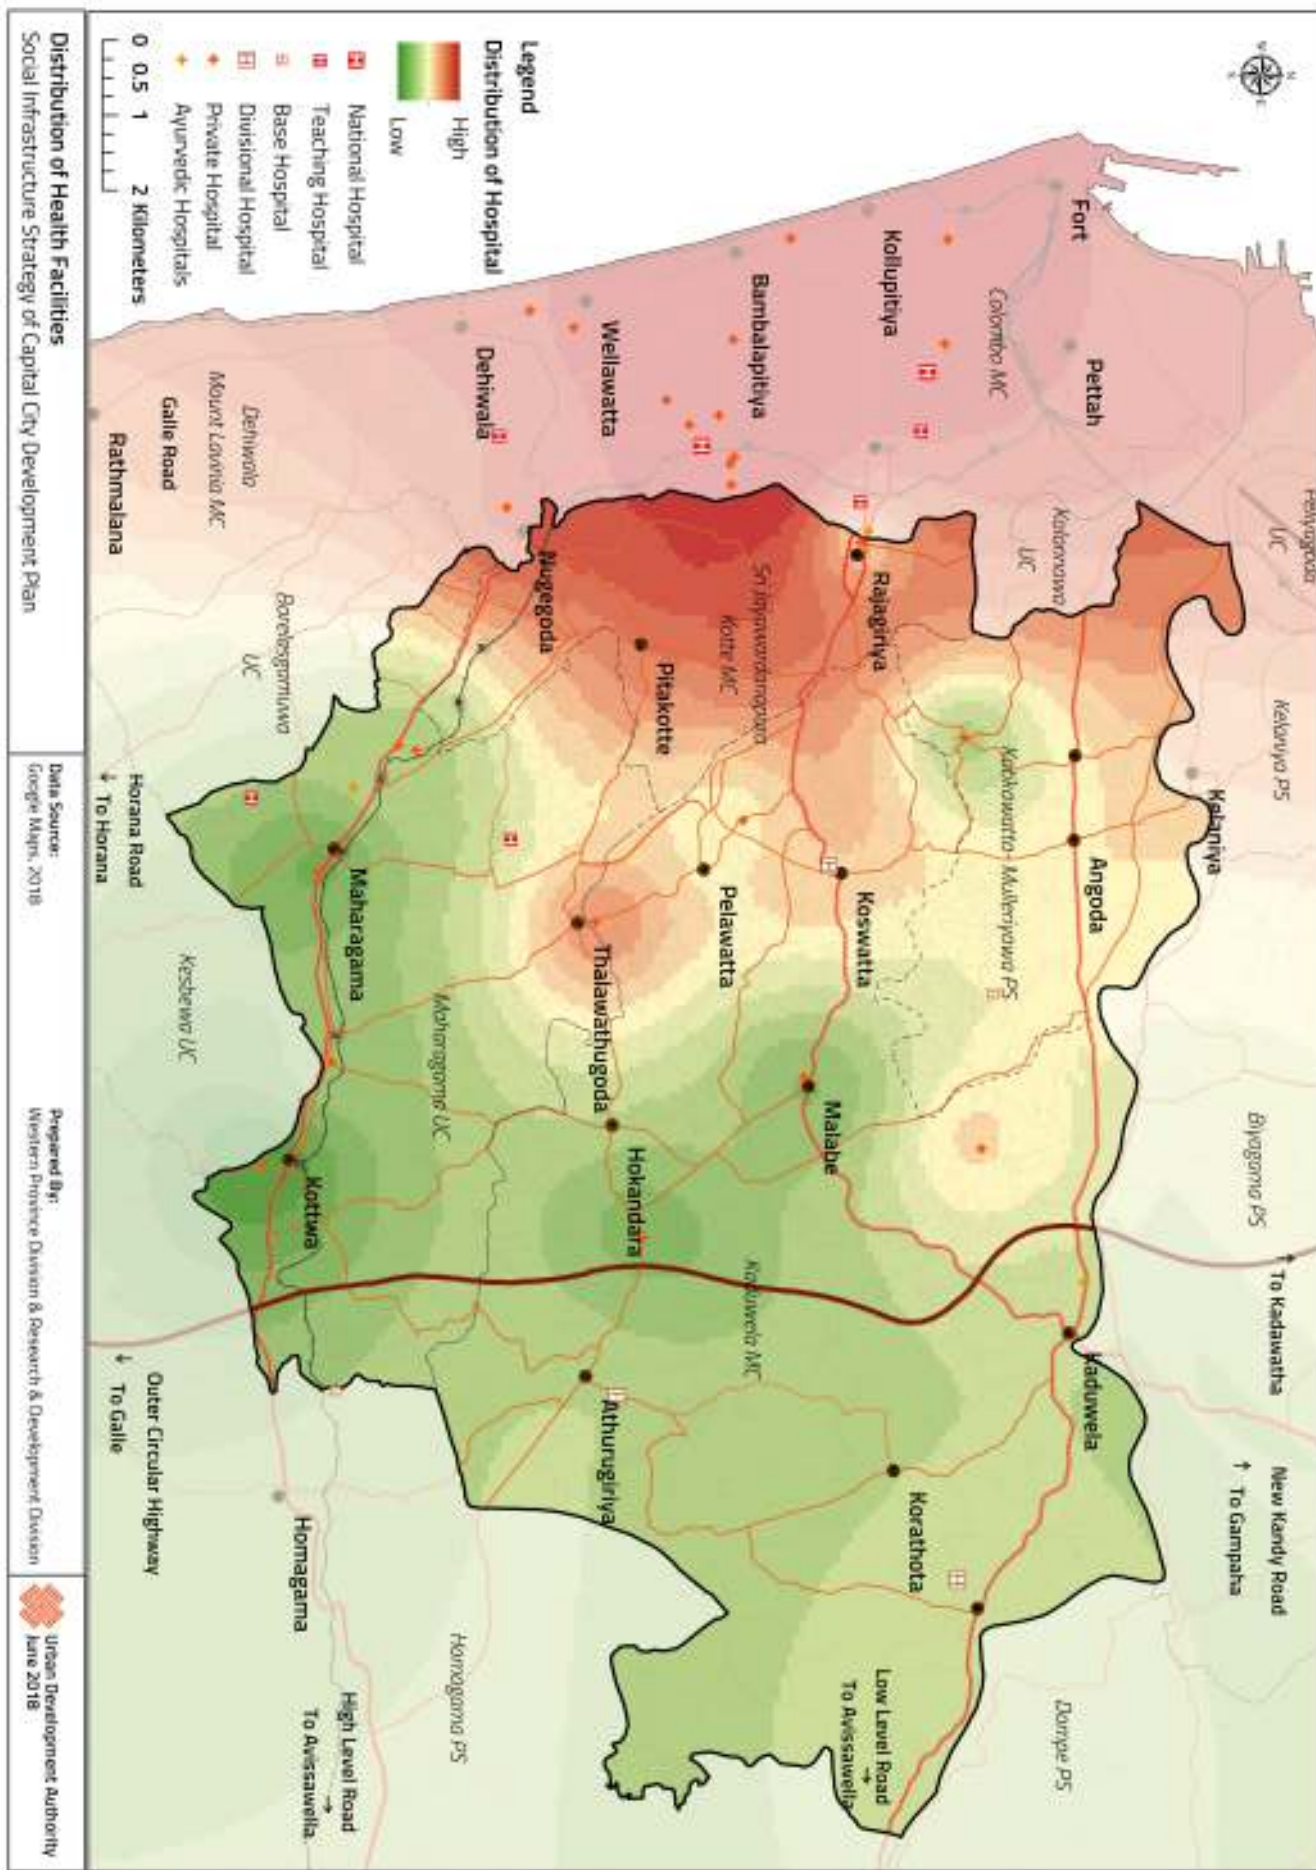 Legend
Distribution of Hospital
High
Low
National Hospital
Teaching Hospital
Base Hospital
Divisional Hospital
Private Hospital
Ayurvedic Hospitals
0 0.5 1 2 Kilometers
Fort
Pettah
Colombo MC
Kollupitiya
Bambalapitiya
Wellawatta
Dehiwala
Dehiwala
Mount Lavinia MC
Galle Road
Rathmalana
UC
Kolonnawa
UC
Kelaniya PS
Kelaniya
Rajagiriya
Sri Jayawardanapura
Kotte MC
Nugegoda
Pitakotte
Boralesgamuwa
UC
Angoda
Kotikawatta- Mulleriyawa PS
Koswatta
Pelawatta
Thalawathugoda
Maharagama
Maharagama UC
Horana Road
To Horana
Kesbewa UC
Malabe
Hokandara
Kottwa
Biyagama PS
To Kadawatha
Kaduwela
Kaduwela MC
New Kandy Road
To Gampaha
Athurugiriya
Korathota
Outer Circular Highway
To Galle
Homagama
Homagama PS
High Level Road
To Avissawella
Low Level Road
To Avissawella
Dompe PS
Distribution of Health Facilities
Social Infrastructure Strategy of Capital City Development Plan
Data Source:
Google Maps, 2018
Prepared By:
Western Province Division & Research & Development Division
Urban Development Authority
June 2018